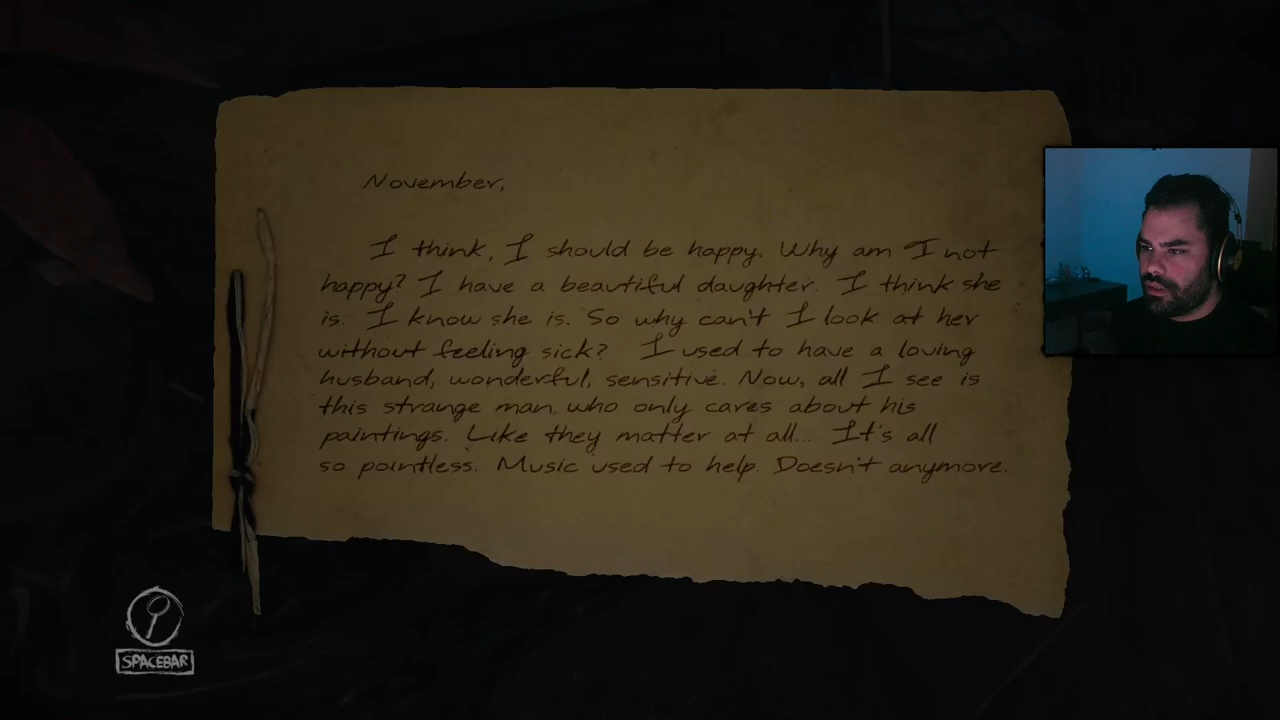 November,
I think, I should be happy. Why am I not
happy? I have a beautiful daughter. I think she
is. I know she is. So why can't I look at her
without feeling sick? I used to have a loving
husband, wonderful, sensitive. Now, all I see is
this strange man who only cares about his
paintings. Like they matter at all... It's all
so pointless. Music used to help. Doesn't anymore.
SPACEBAR